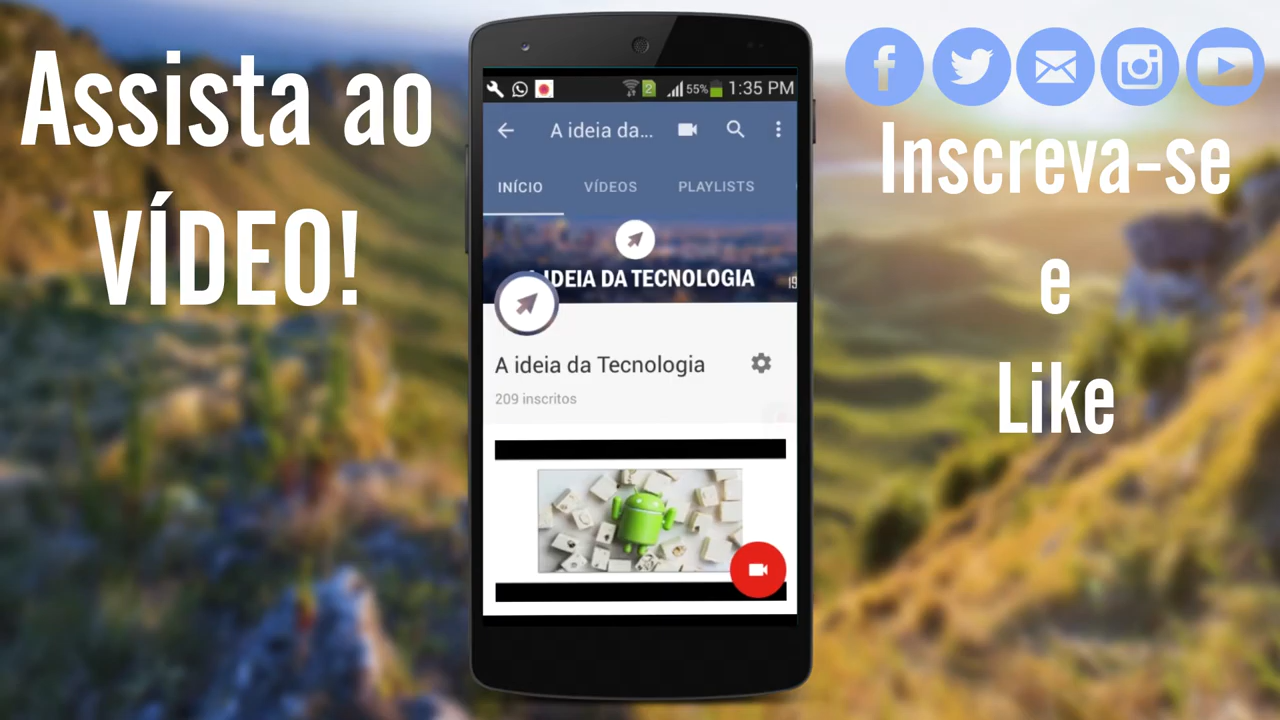 Assista ao
VÍDEO!
2 55% 1:35 PM
A ideia da...
INÍCIO VÍDEOS PLAYLISTS
IDEIA DA TECNOLOGIA
A ideia da Tecnologia
209 inscritos
Inscreva-se
e
Like